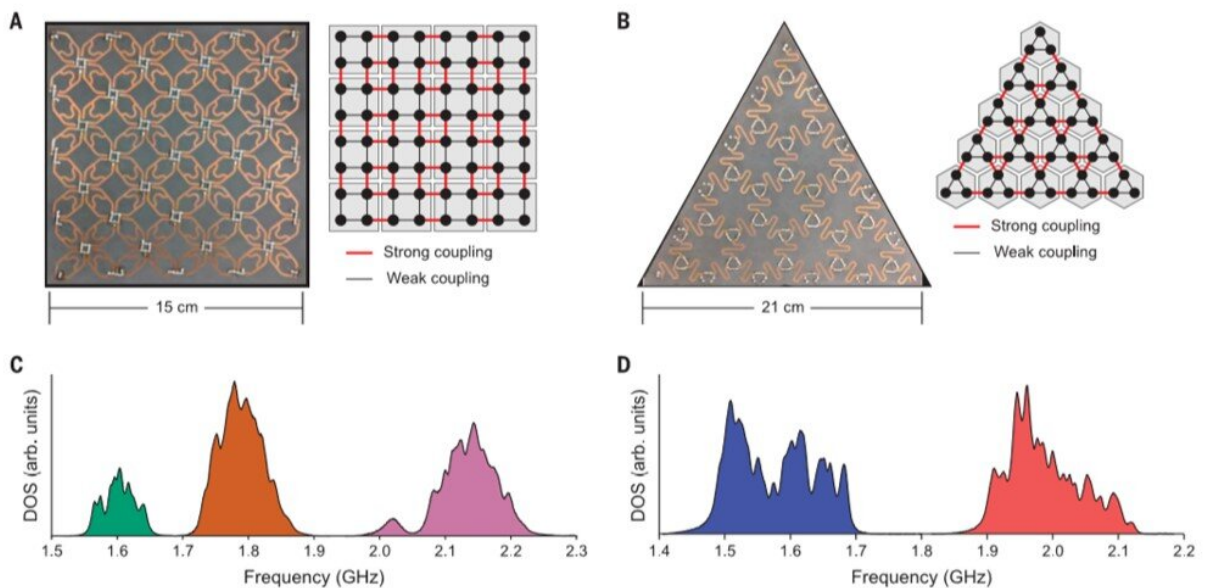 A
B
Strong coupling
Weak coupling
15 cm
Strong coupling
Weak coupling
21 cm
C
D
DOS (arb. units)
1.5 1.6 1.7 1.8 1.9 2.0 2.1 2.2 2.3
Frequency (GHz)
DOS (arb. units)
1.4 1.5 1.6 1.7 1.8 1.9 2.0 2.1 2.2
Frequency (GHz)